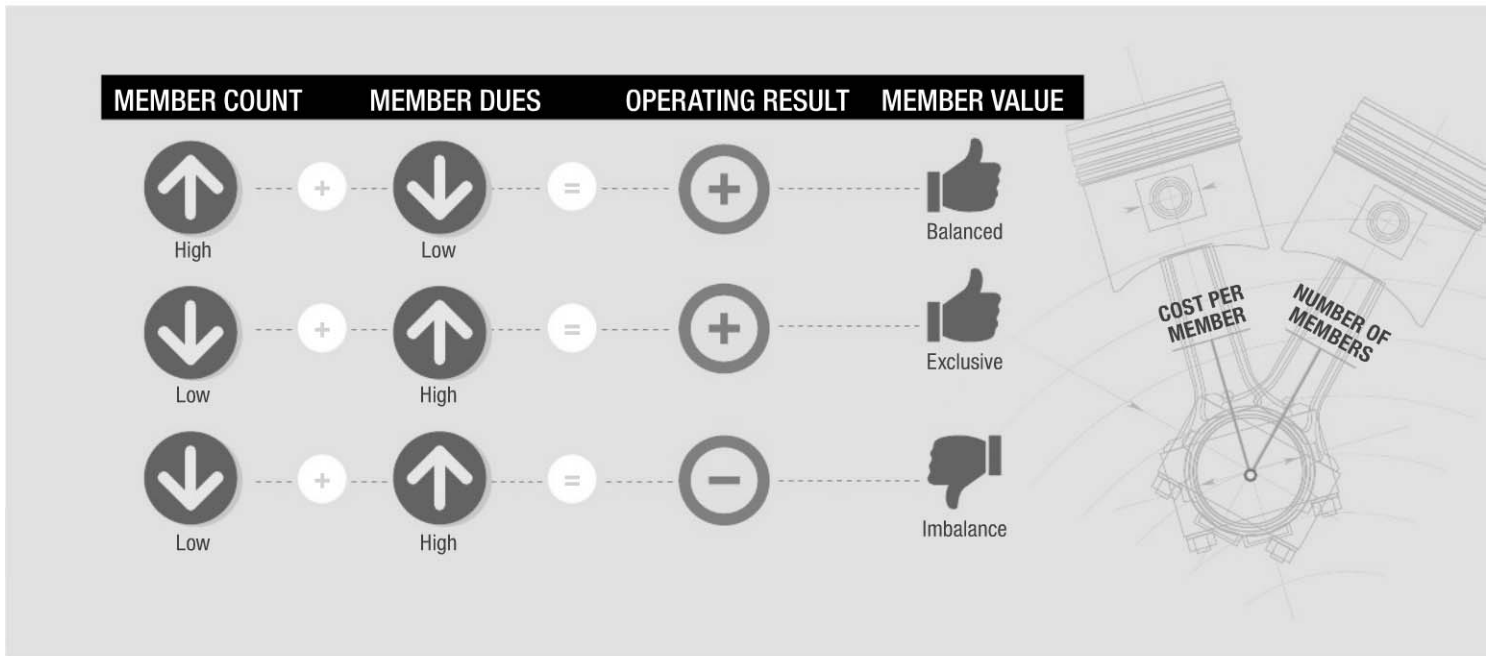 MEMBER COUNT MEMBER DUES OPERATING RESULT MEMBER VALUE
+ = +
High Low Balanced
+ = +
Low High Exclusive
+ = −
Low High Imbalance
COST PER
MEMBER
NUMBER OF
MEMBERS